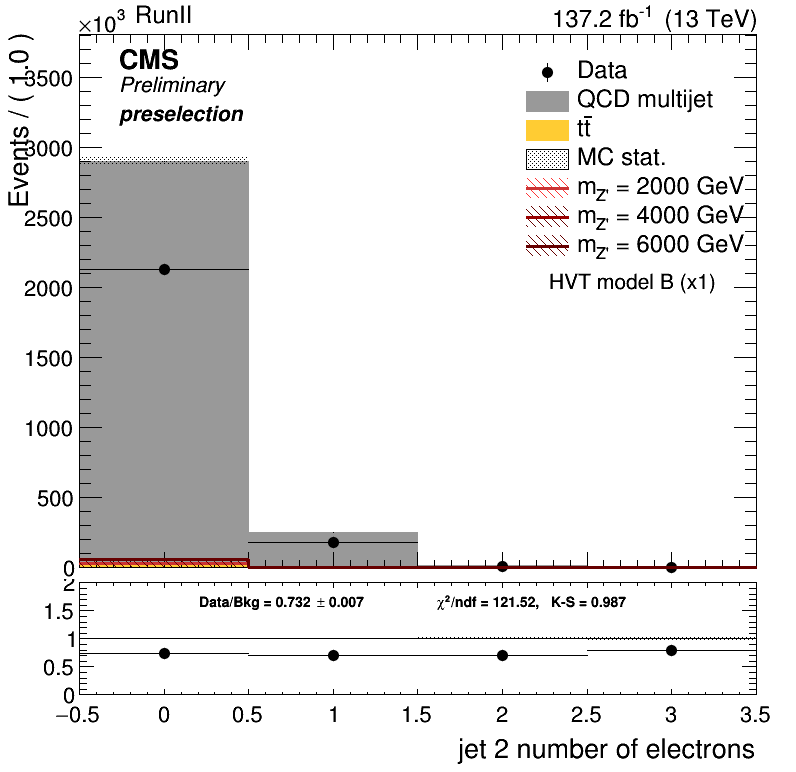 ×10³ RunII 137.2 fb⁻¹ (13 TeV)
Events / ( 1.0 )
CMS
Preliminary
preselection
Data
QCD multijet
tt̄
MC stat.
m_Z' = 2000 GeV
m_Z' = 4000 GeV
m_Z' = 6000 GeV
HVT model B (x1)
3500
3000
2500
2000
1500
1000
500
0
Data/Bkg = 0.732 ± 0.007 χ²/ndf = 121.52, K-S = 0.987
2
1.5
1
0.5
0
−0.5 0 0.5 1 1.5 2 2.5 3 3.5
jet 2 number of electrons